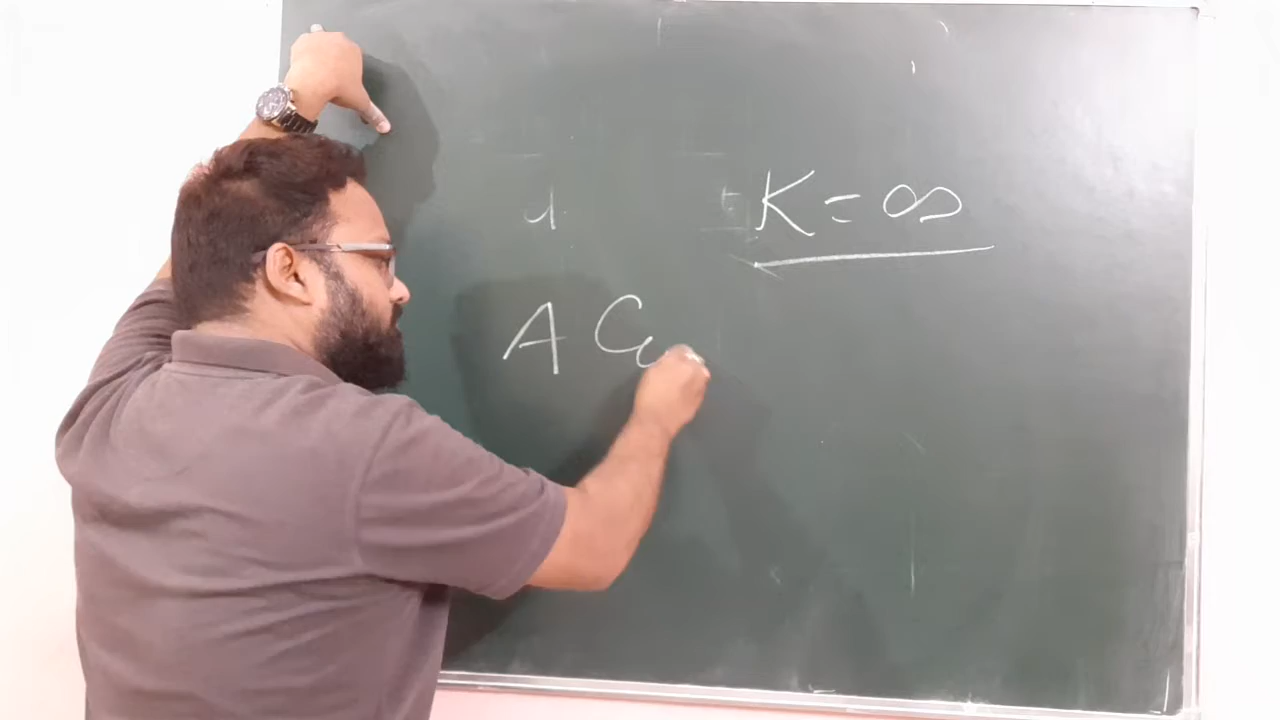 K = ∞
A C